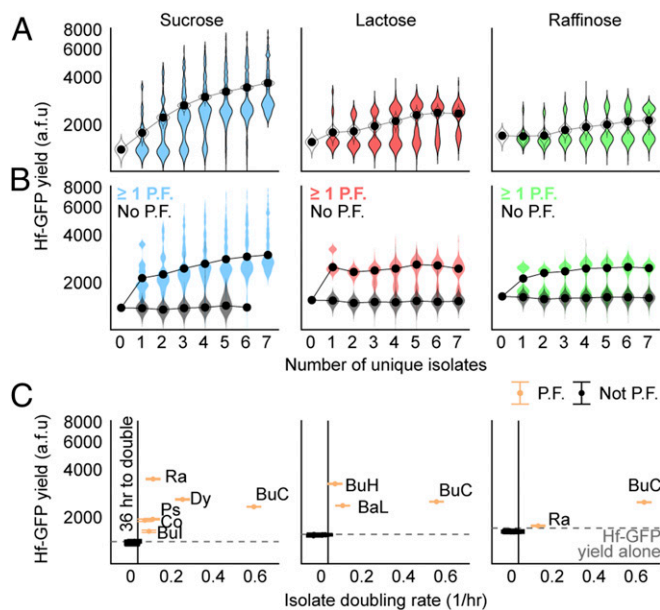 A
Sucrose
Lactose
Raffinose
Hf-GFP yield (a.f.u)
8000
4000
2000
B
≥ 1 P.F.
No P.F.
≥ 1 P.F.
No P.F.
≥ 1 P.F.
No P.F.
8000
4000
2000
0 1 2 3 4 5 6 7
0 1 2 3 4 5 6 7
0 1 2 3 4 5 6 7
Number of unique isolates
C
P.F.
Not P.F.
Hf-GFP yield (a.f.u)
8000
4000
2000
36 hr to double
Ra
Dy
BuC
Ps
Co
Bul
BuH
BaL
BuC
BuC
Ra
Hf-GFP
yield alone
0 0.2 0.4 0.6
0 0.2 0.4 0.6
0 0.2 0.4 0.6
Isolate doubling rate (1/hr)